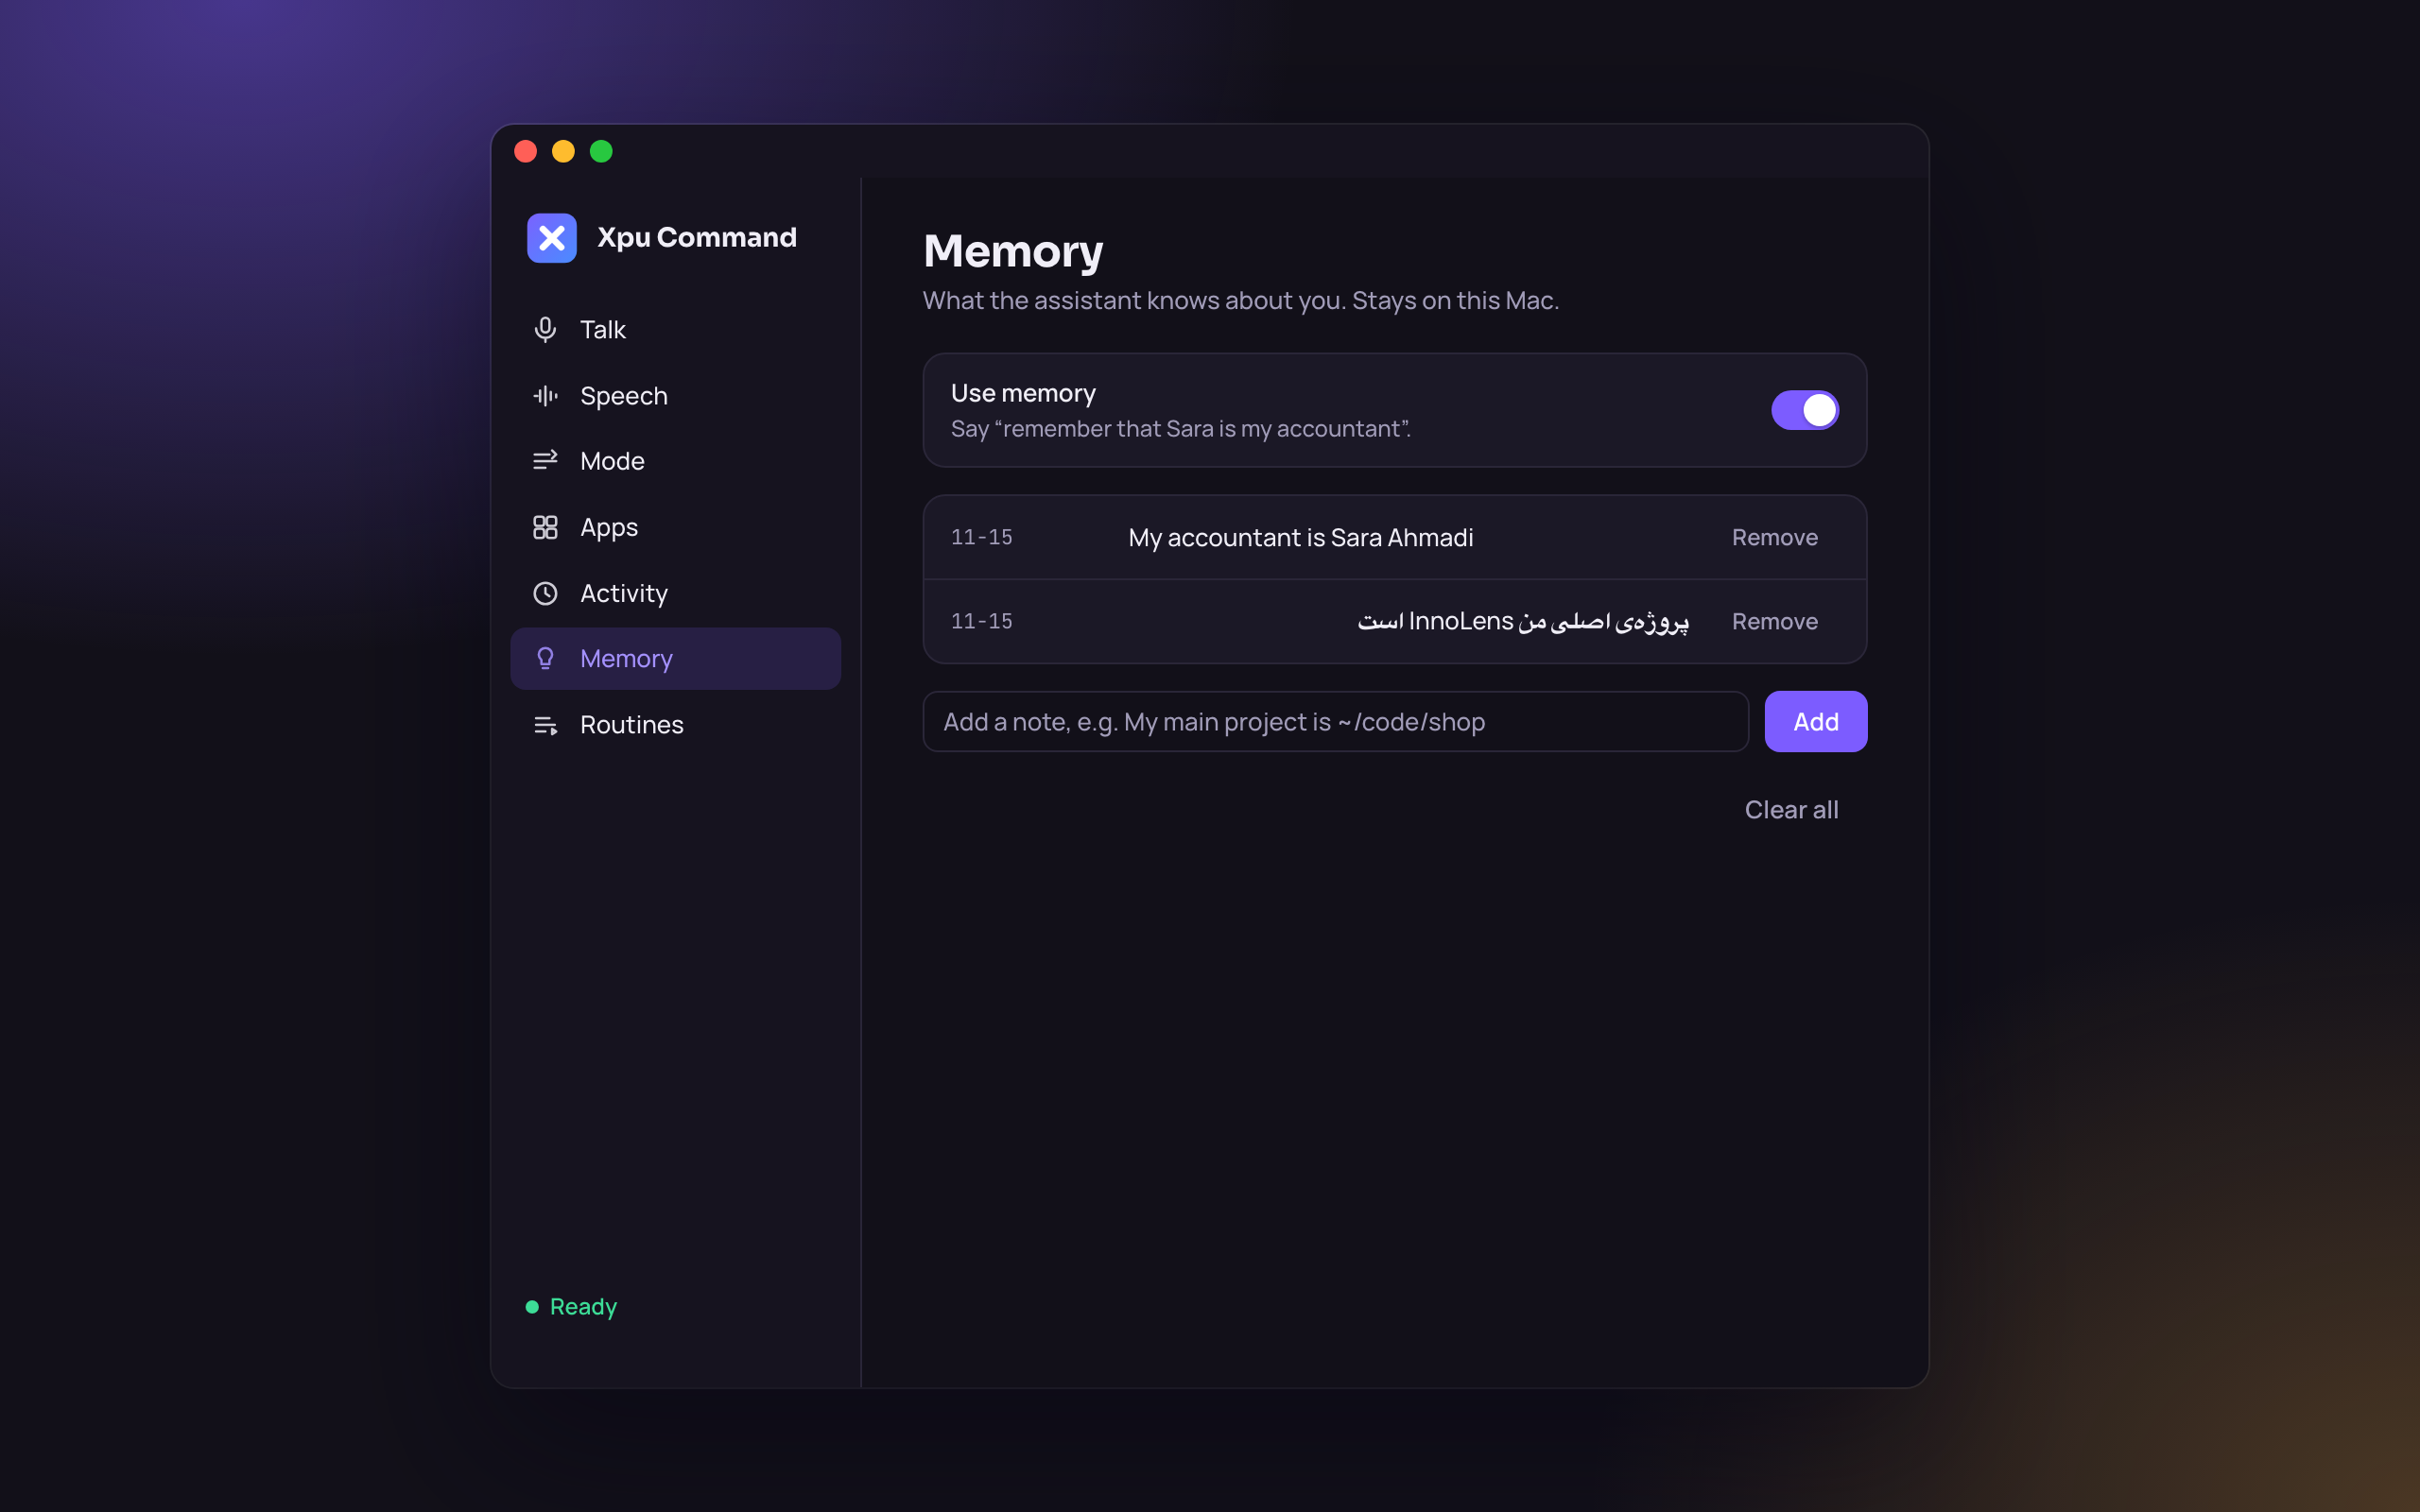 Xpu Command
Talk
Speech
Mode
Apps
Activity
Memory
Routines
Ready
Memory
What the assistant knows about you. Stays on this Mac.
Use memory
Say “remember that Sara is my accountant”.
11-15 My accountant is Sara Ahmadi Remove
11-15 پروژه‌ی اصلی من InnoLens است Remove
Add a note, e.g. My main project is ~/code/shop Add
Clear all